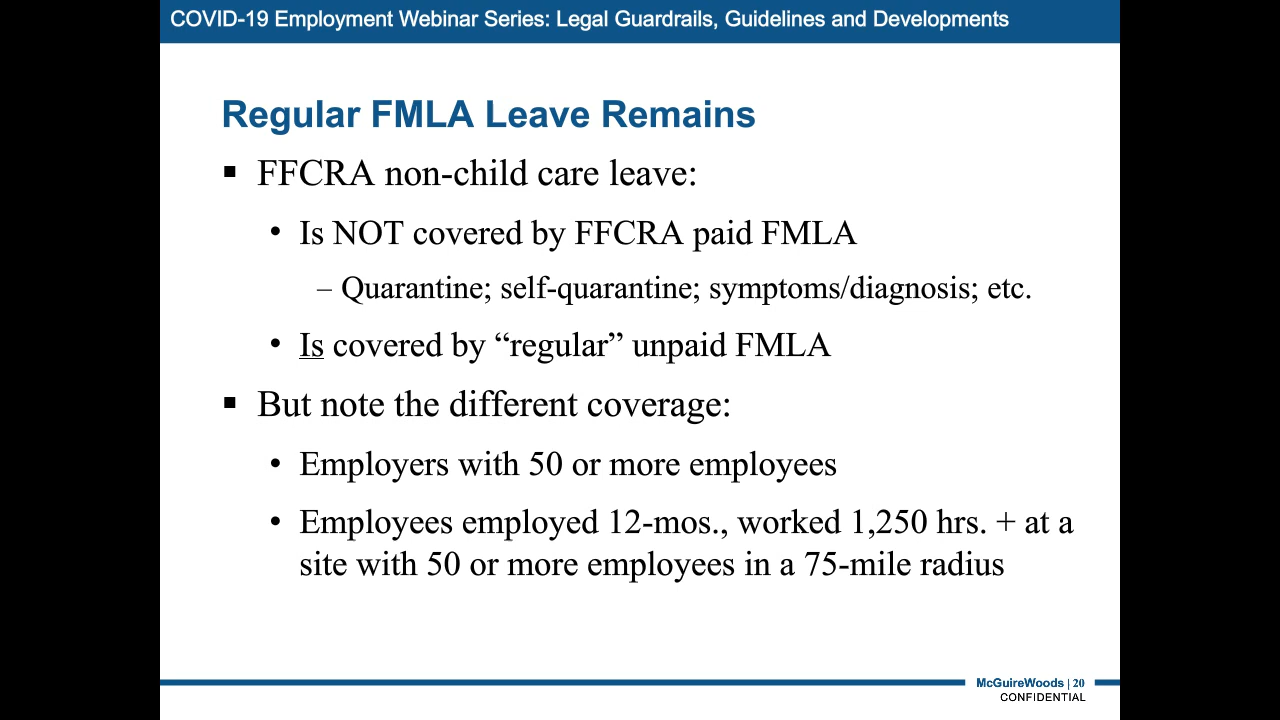 COVID-19 Employment Webinar Series: Legal Guardrails, Guidelines and Developments
Regular FMLA Leave Remains
▪ FFCRA non-child care leave:
• Is NOT covered by FFCRA paid FMLA
– Quarantine; self-quarantine; symptoms/diagnosis; etc.
• Is covered by “regular” unpaid FMLA
▪ But note the different coverage:
• Employers with 50 or more employees
• Employees employed 12-mos., worked 1,250 hrs. + at a
site with 50 or more employees in a 75-mile radius
McGuireWoods | 20
CONFIDENTIAL